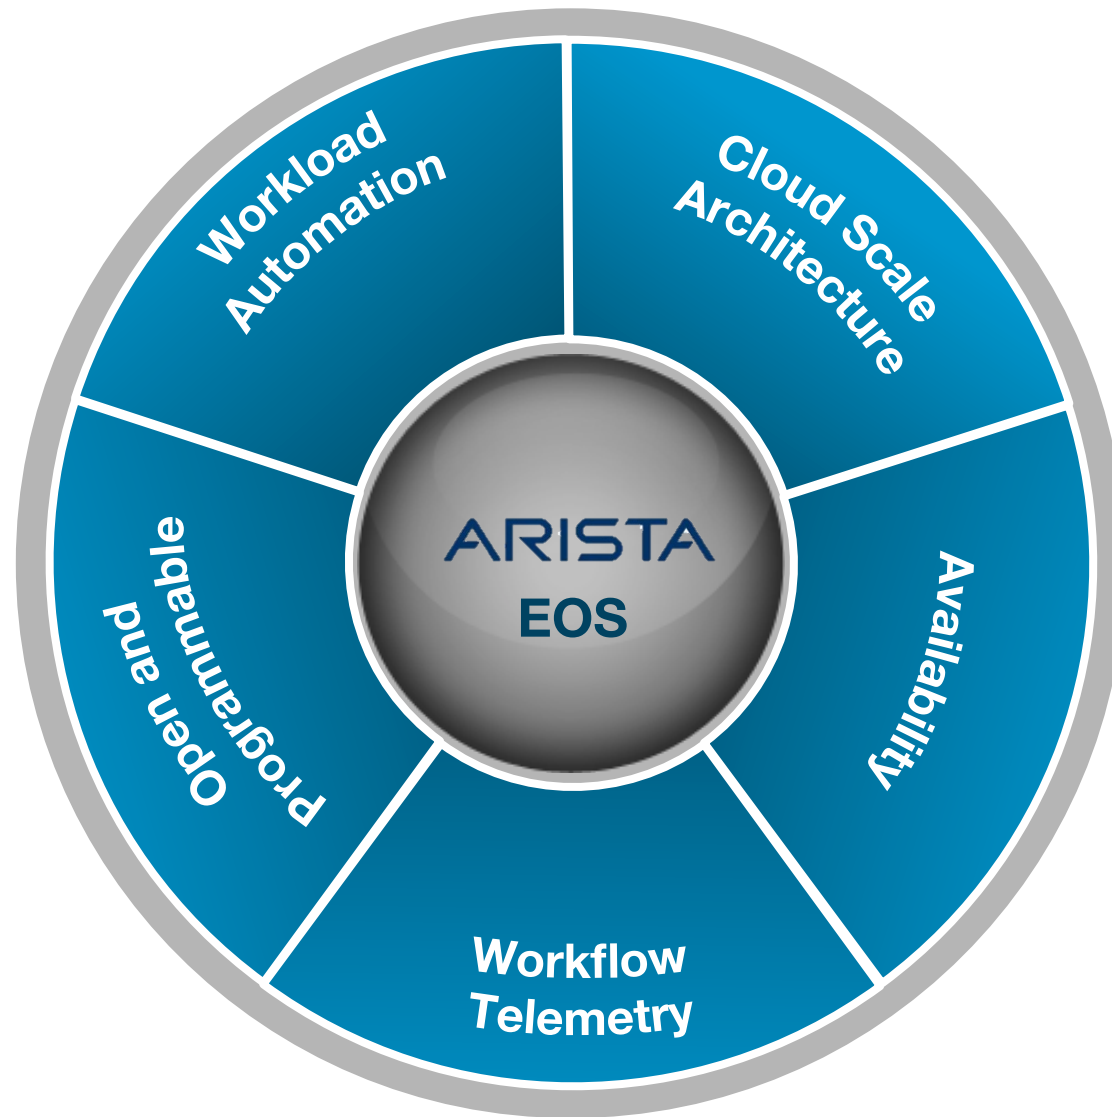 Workload
Automation
Cloud Scale
Architecture
Availability
Workflow
Telemetry
Open and
Programmable
ARISTA
EOS